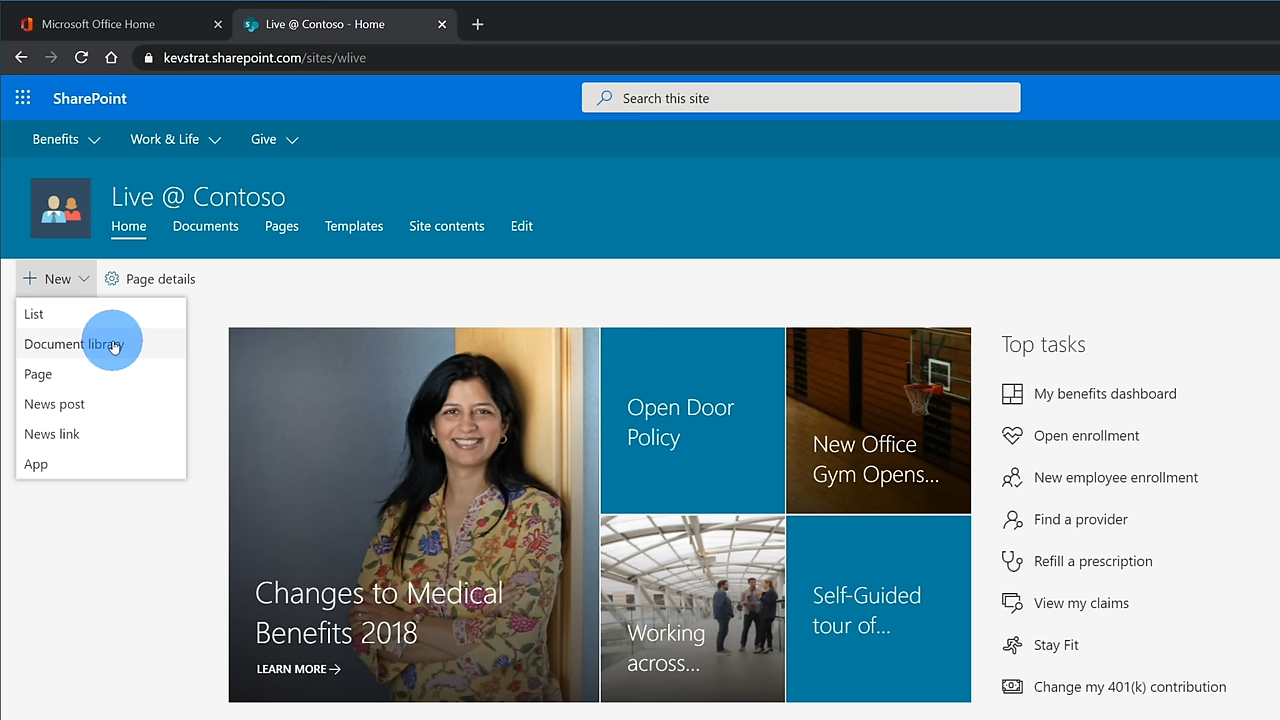 Microsoft Office Home
Live @ Contoso - Home
kevstrat.sharepoint.com/sites/wlive
SharePoint
Search this site
Benefits
Work & Life
Give
Live @ Contoso
Home
Documents
Pages
Templates
Site contents
Edit
New
Page details
List
Document library
Page
News post
News link
App
Changes to Medical
Benefits 2018
LEARN MORE
Open Door
Policy
New Office
Gym Opens...
Working
across...
Self-Guided
tour of...
Top tasks
My benefits dashboard
Open enrollment
New employee enrollment
Find a provider
Refill a prescription
View my claims
Stay Fit
Change my 401(k) contribution